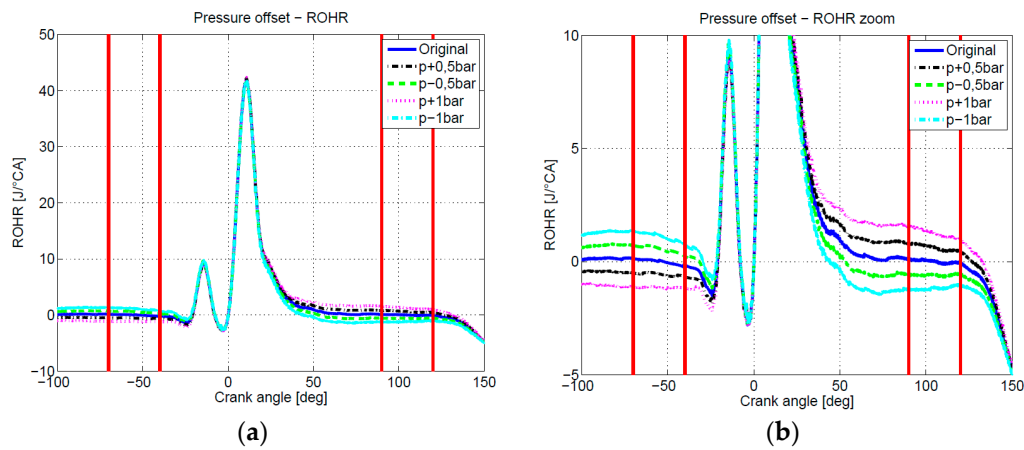 Pressure offset − ROHR
50
40
30
20
10
0
−10
−100
−50
0
50
100
150
ROHR [J/°CA]
Crank angle [deg]
Original
p+0,5bar
p−0,5bar
p+1bar
p−1bar
(a)
Pressure offset − ROHR zoom
10
5
0
−5
−100
−50
0
50
100
150
ROHR [J/°CA]
Crank angle [deg]
Original
p+0,5bar
p−0,5bar
p+1bar
p−1bar
(b)